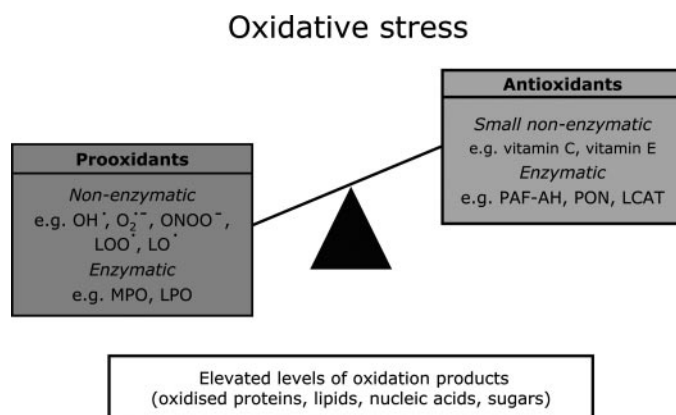 Oxidative stress
Prooxidants
Non-enzymatic
e.g. OH˙, O₂˙⁻, ONOO⁻,
LOO˙, LO˙
Enzymatic
e.g. MPO, LPO
Antioxidants
Small non-enzymatic
e.g. vitamin C, vitamin E
Enzymatic
e.g. PAF-AH, PON, LCAT
Elevated levels of oxidation products
(oxidised proteins, lipids, nucleic acids, sugars)